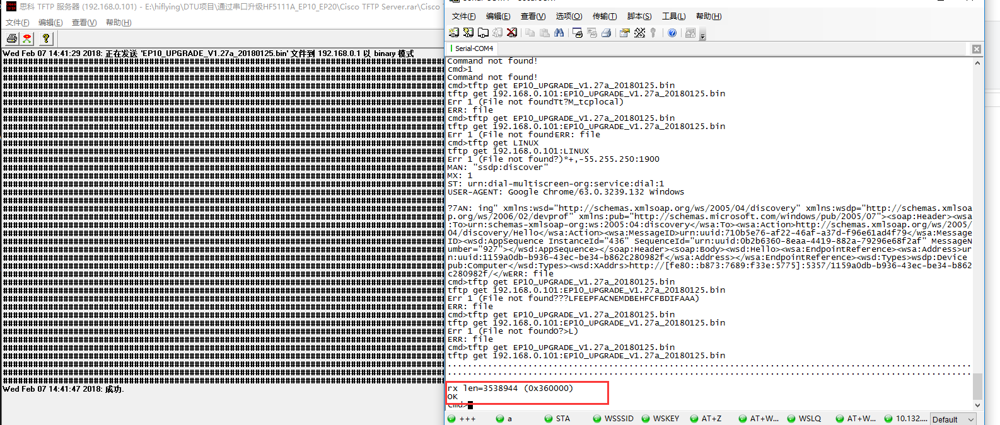 思科 TFTP 服务器 (192.168.0.101) - E:\hiflying\DTU项目\通过串口升级HF5111A_EP10_EP20\Cisco TFTP Server.rar\Cisco
文件(F) 编辑(E) 查看(V) 帮助(H)
Wed Feb 07 14:41:29 2018: 正在发送 'EP10_UPGRADE_V1.27a_20180125.bin' 文件到 192.168.0.1 以 binary 模式
Wed Feb 07 14:41:47 2018: 成功.
文件(F) 编辑(E) 查看(V) 选项(O) 传输(T) 脚本(S) 工具(L) 帮助(H)
Serial-COM4
Command not found!
cmd>1
Command not found!
cmd>tftp get EP10_UPGRADE_V1.27a_20180125.bin
tftp get 192.168.0.101:EP10_UPGRADE_V1.27a_20180125.bin
Err 1 (File not foundTt?M_tcplocal)
ERR: file
cmd>tftp get EP10_UPGRADE_V1.27a_20180125.bin
tftp get 192.168.0.101:EP10_UPGRADE_V1.27a_20180125.bin
Err 1 (File not foundERR: file
cmd>tftp get LINUX
tftp get 192.168.0.101:LINUX
Err 1 (File not found?)*+,-55.255.250:1900
MAN: "ssdp:discover"
MX: 1
ST: urn:dial-multiscreen-org:service:dial:1
USER-AGENT: Google Chrome/63.0.3239.132 Windows
?7AN: ing" xmlns:wsd="http://schemas.xmlsoap.org/ws/2005/04/discovery" xmlns:wsdp="http://schemas.xmlsoa
p.org/ws/2006/02/devprof" xmlns:pub="http://schemas.microsoft.com/windows/pub/2005/07"><soap:Header><wsa
:To>urn:schemas-xmlsoap-org:ws:2005:04:discovery</wsa:To><wsa:Action>http://schemas.xmlsoap.org/ws/2005/
04/discovery/Hello</wsa:Action><wsa:MessageID>urn:uuid:710b5e76-af22-46af-a37d-f96e61ad4f79</wsa:Message
ID><wsd:AppSequence InstanceId="436" SequenceId="urn:uuid:0b2b6360-8eaa-4419-882a-79296e68f2af" MessageN
umber="927"></wsd:AppSequence></soap:Header><soap:Body><wsd:Hello><wsa:EndpointReference><wsa:Address>ur
n:uuid:1159a0db-b936-43ec-be34-b862c280982f</wsa:Address></wsa:EndpointReference><wsd:Types>wsdp:Device
pub:Computer</wsd:Types><wsd:XAddrs>http://[fe80::b873:7689:f33e:5775]:5357/1159a0db-b936-43ec-be34-b862
c280982f/</wERR: file
cmd>tftp get EP10_UPGRADE_V1.27a_20180125.bin
tftp get 192.168.0.101:EP10_UPGRADE_V1.27a_20180125.bin
Err 1 (File not found???LFEEPFACNEMDBEHFCFBDIFAAA)
ERR: file
cmd>tftp get EP10_UPGRADE_V1.27a_20180125.bin
tftp get 192.168.0.101:EP10_UPGRADE_V1.27a_20180125.bin
Err 1 (File not foundO?>L)
ERR: file
cmd>tftp get EP10_UPGRADE_V1.27a_20180125.bin
tftp get 192.168.0.101:EP10_UPGRADE_V1.27a_20180125.bin
rx len=3538944 (0x360000)
OK
cmd>
+++ a STA WSSSID WSKEY AT+Z AT+W... WSLQ AT+W... 10.132.... Default